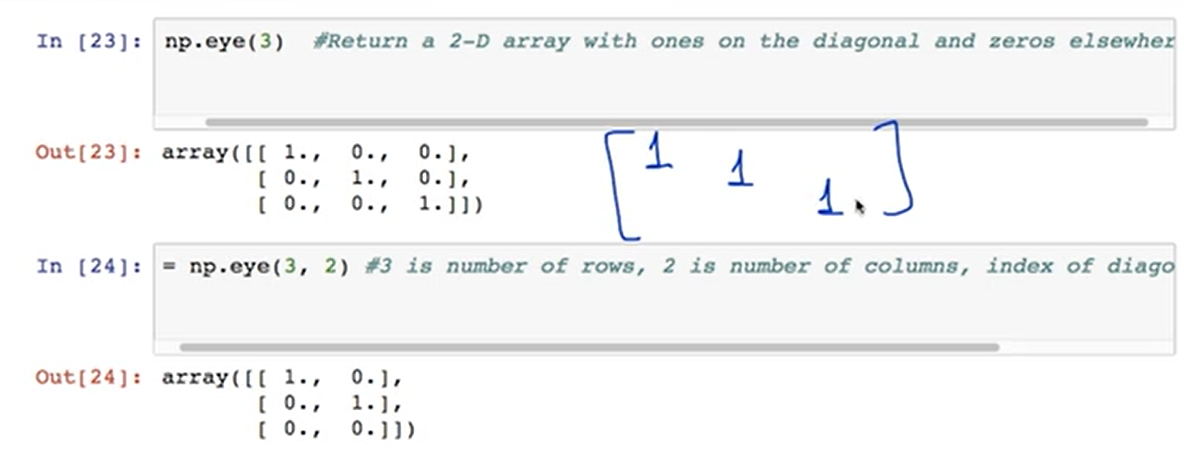 In [23]: np.eye(3) #Return a 2-D array with ones on the diagonal and zeros elsewher
Out[23]: array([[ 1., 0., 0.],
[ 0., 1., 0.],
[ 0., 0., 1.]])
[1 1 1.]
In [24]: = np.eye(3, 2) #3 is number of rows, 2 is number of columns, index of diago
Out[24]: array([[ 1., 0.],
[ 0., 1.],
[ 0., 0.]])